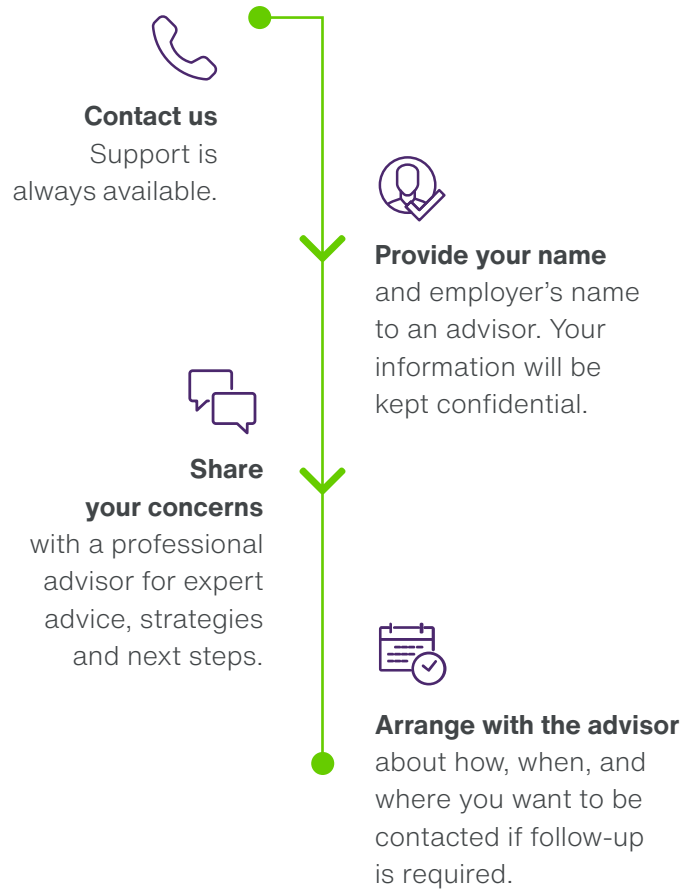 Contact us
Support is
always available.
Provide your name
and employer’s name
to an advisor. Your
information will be
kept confidential.
Share
your concerns
with a professional
advisor for expert
advice, strategies
and next steps.
Arrange with the advisor
about how, when, and
where you want to be
contacted if follow-up
is required.